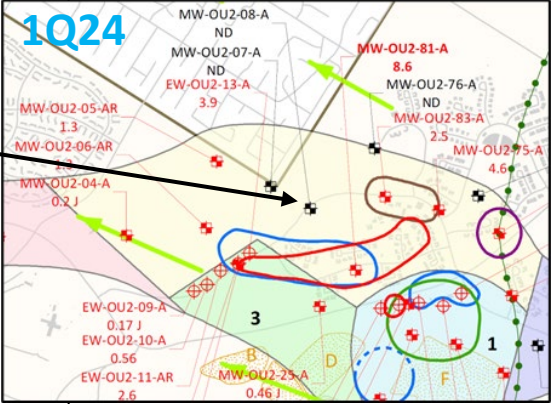 1Q24
MW-OU2-08-A
ND
MW-OU2-07-A
ND
EW-OU2-13-A
3.9
MW-OU2-81-A
8.6
MW-OU2-76-A
ND
MW-OU2-83-A
2.5
MW-OU2-75-A
4.6
MW-OU2-05-AR
1.3
MW-OU2-06-AR
MW-OU2-04-A
0.2 J
EW-OU2-09-A
0.17 J
EW-OU2-10-A
0.56
EW-OU2-11-AR
2.6
MW-OU2-25-A
0.46 J
3
1
B
D
F